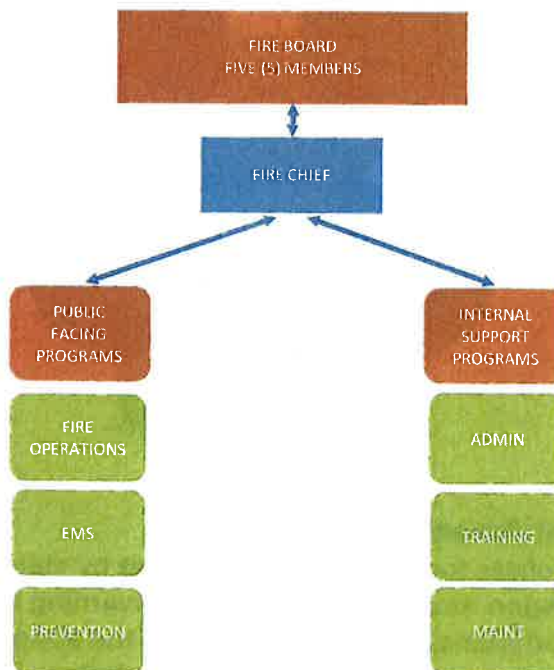 FIRE BOARD
FIVE (5) MEMBERS
FIRE CHIEF
PUBLIC
FACING
PROGRAMS
FIRE
OPERATIONS
EMS
PREVENTION
INTERNAL
SUPPORT
PROGRAMS
ADMIN
TRAINING
MAINT